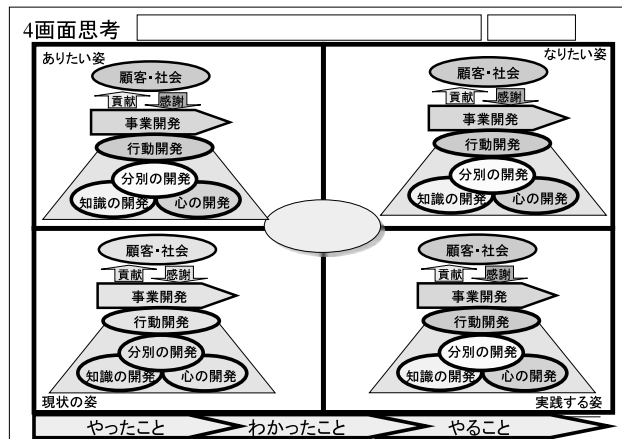 4画面思考
ありたい姿
顧客・社会
貢献 感謝
事業開発
行動開発
分別の開発
知識の開発 心の開発
なりたい姿
顧客・社会
貢献 感謝
事業開発
行動開発
分別の開発
知識の開発 心の開発
顧客・社会
貢献 感謝
事業開発
行動開発
分別の開発
知識の開発 心の開発
現状の姿
顧客・社会
貢献 感謝
事業開発
行動開発
分別の開発
知識の開発 心の開発
実践する姿
やったこと わかったこと やること